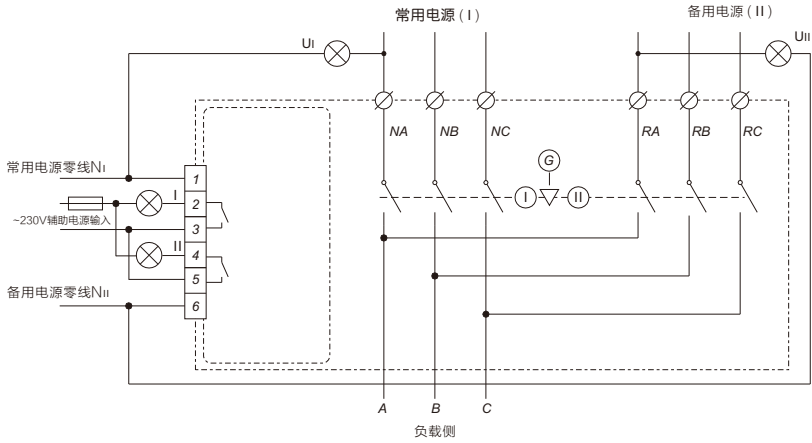 常用电源 ( I )
备用电源 ( II )
UI
UII
NA NB NC RA RB RC
G
I II
常用电源零线NI
1
I
2
~230V辅助电源输入
3
II
4
5
备用电源零线NII
6
A B C
负载侧